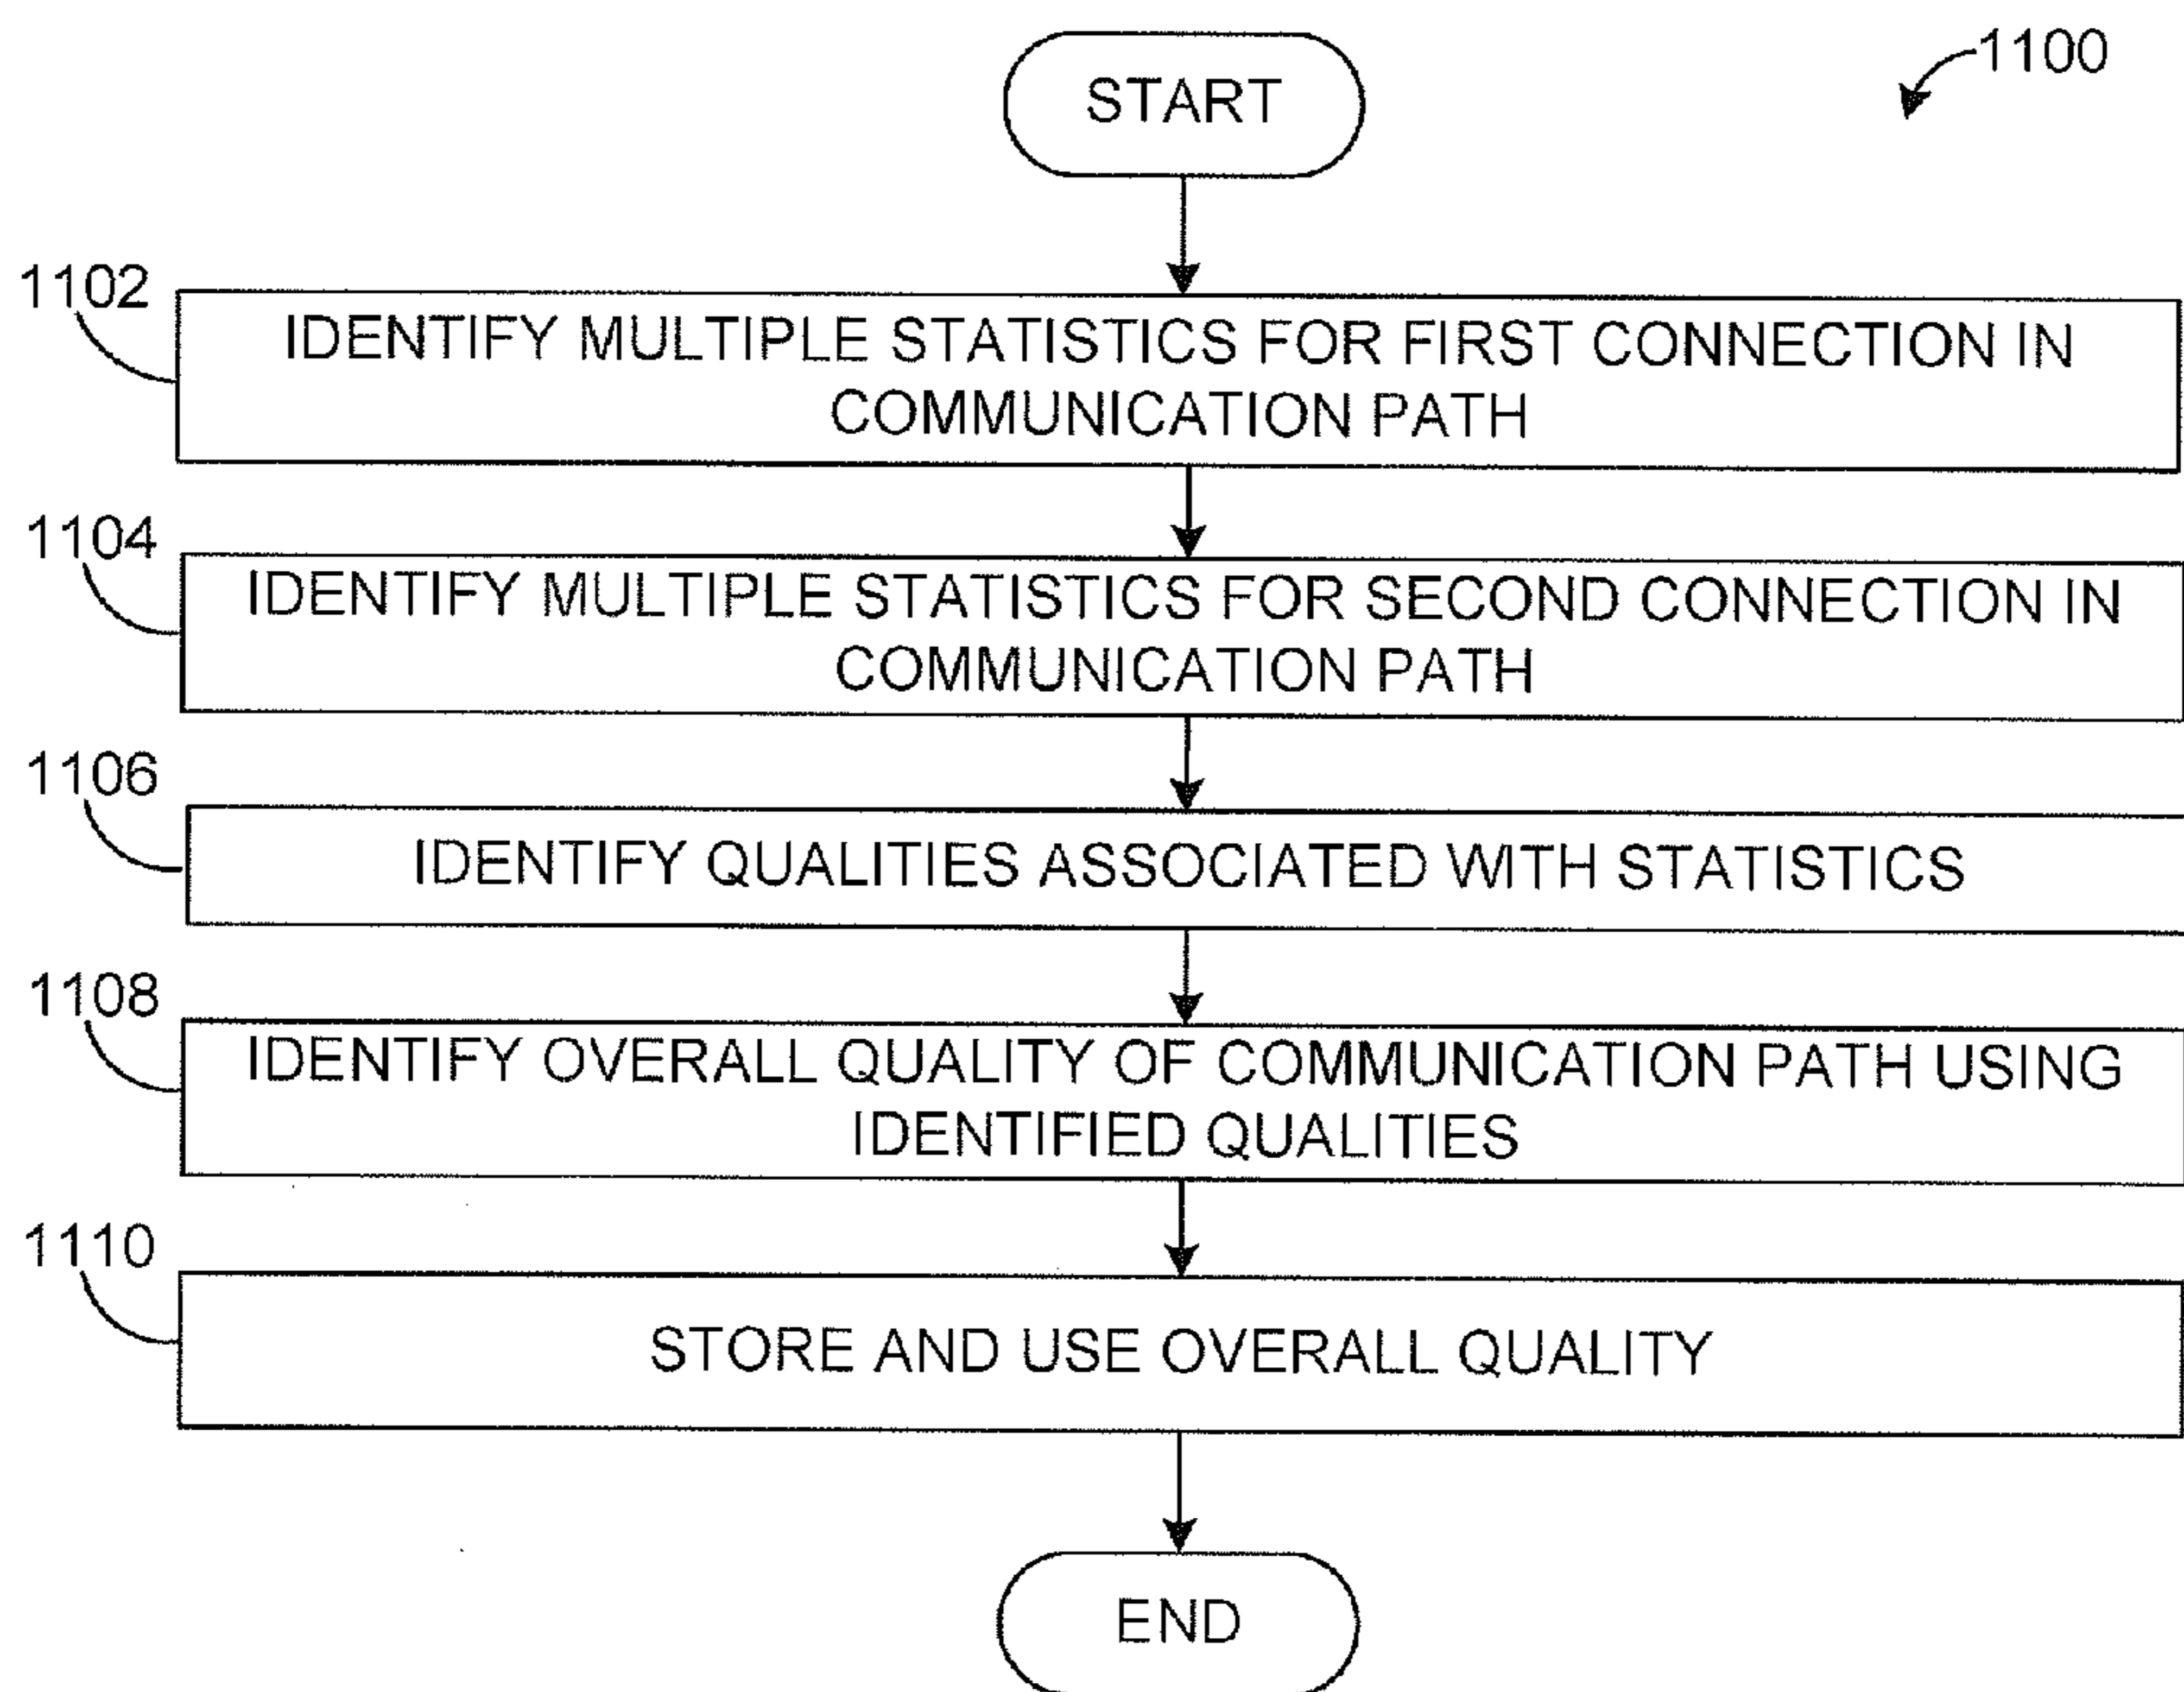 START
1100
1102
IDENTIFY MULTIPLE STATISTICS FOR FIRST CONNECTION IN
COMMUNICATION PATH
1104
IDENTIFY MULTIPLE STATISTICS FOR SECOND CONNECTION IN
COMMUNICATION PATH
1106
IDENTIFY QUALITIES ASSOCIATED WITH STATISTICS
1108
IDENTIFY OVERALL QUALITY OF COMMUNICATION PATH USING
IDENTIFIED QUALITIES
1110
STORE AND USE OVERALL QUALITY
END